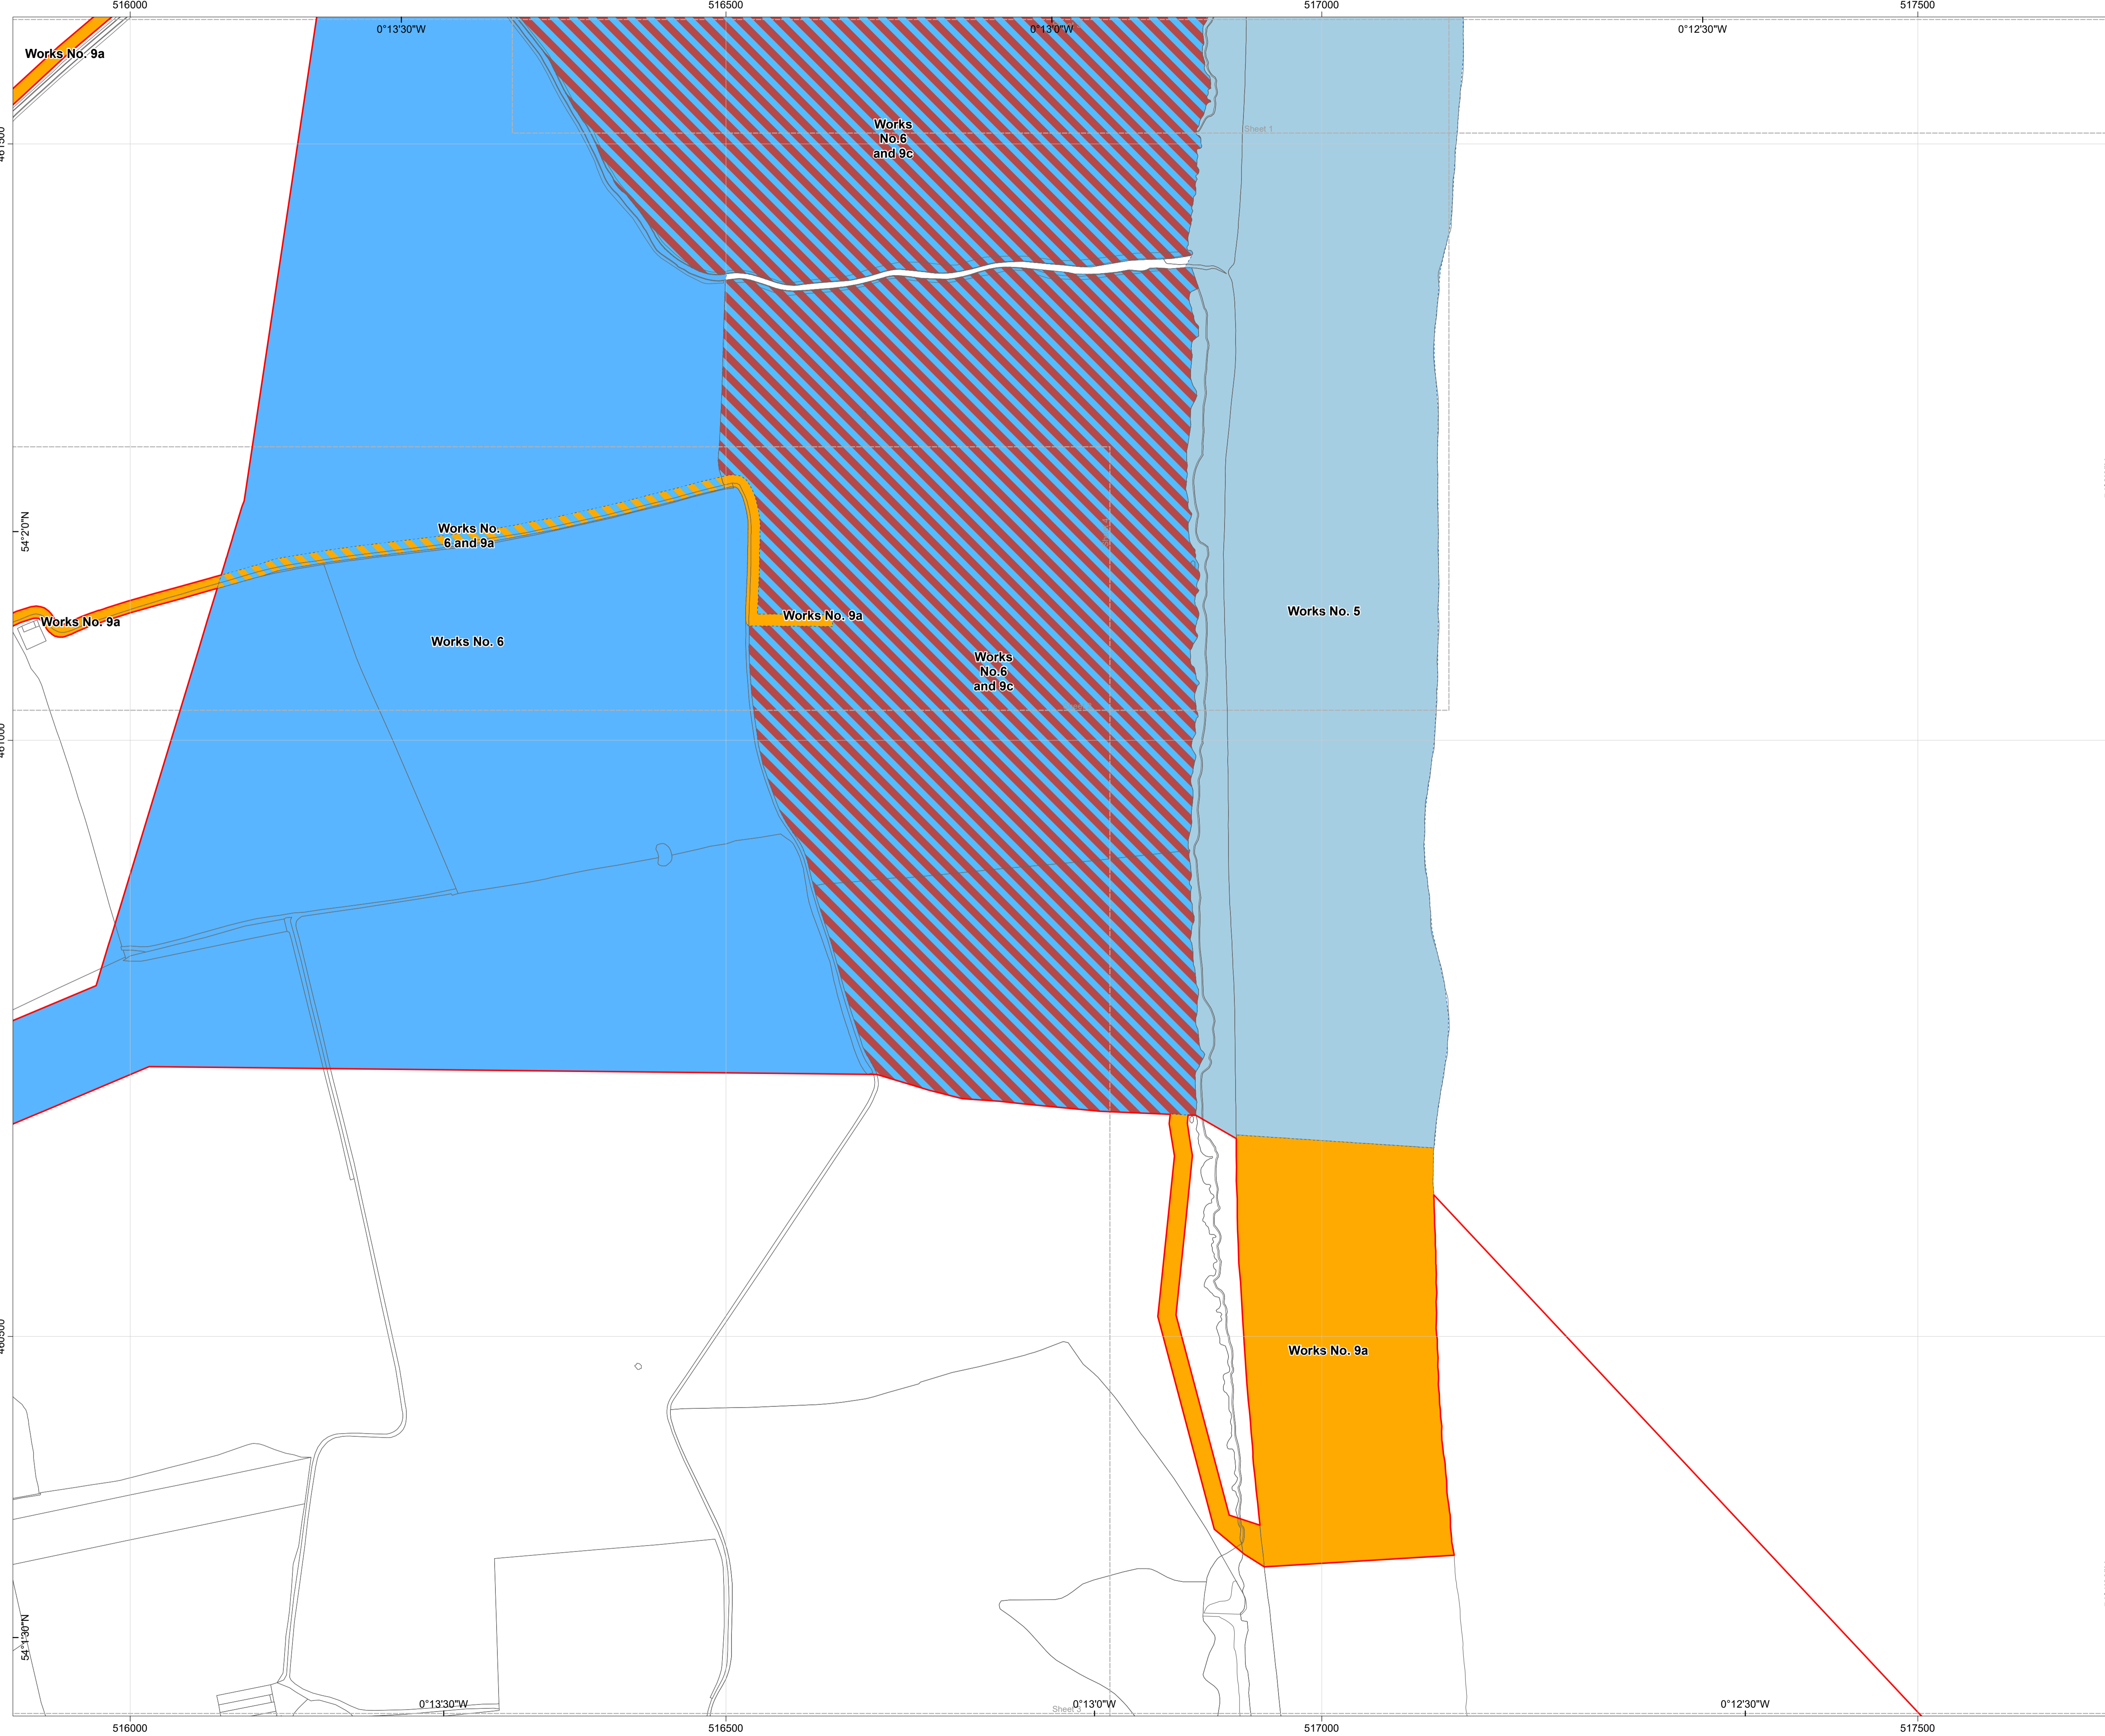 516000
516500
517000
517500
0°13'30"W
0°13'0"W
0°12'30"W
Works No. 9a
Works
No.6
and 9c
Sheet 1
54°2'0"N
Works No.
6 and 9a
Works No. 9a
Works No. 9a
Works No. 5
Works No. 6
Works
No.6
and 9c
Works No. 9a
54°1'30"N
0°13'30"W
0°13'0"W
0°12'30"W
Sheet 3
516000
516500
517000
517500